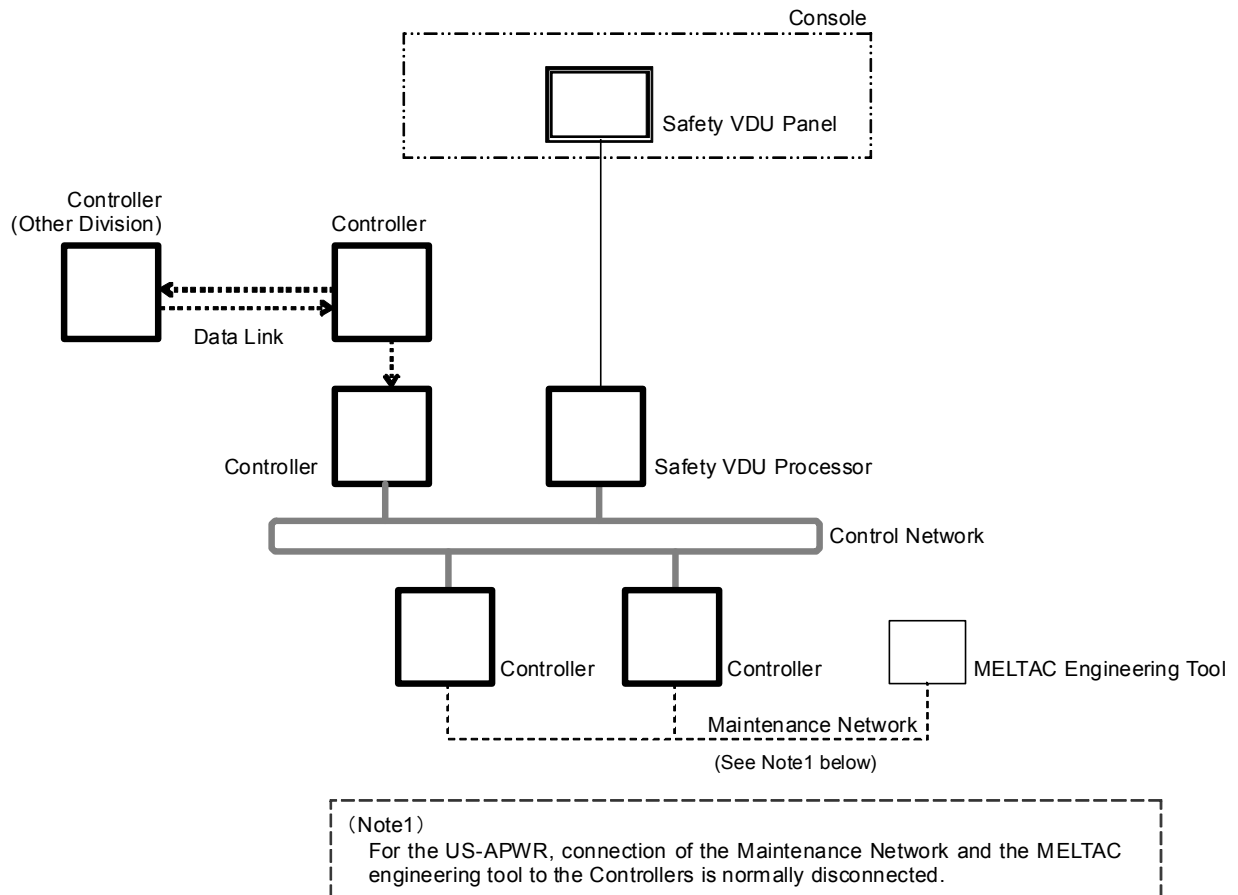 Console
Safety VDU Panel
Controller
(Other Division)
Controller
Data Link
Controller
Safety VDU Processor
Control Network
Controller
Controller
MELTAC Engineering Tool
Maintenance Network
(See Note1 below)
（Note1）
For the US-APWR, connection of the Maintenance Network and the MELTAC
engineering tool to the Controllers is normally disconnected.